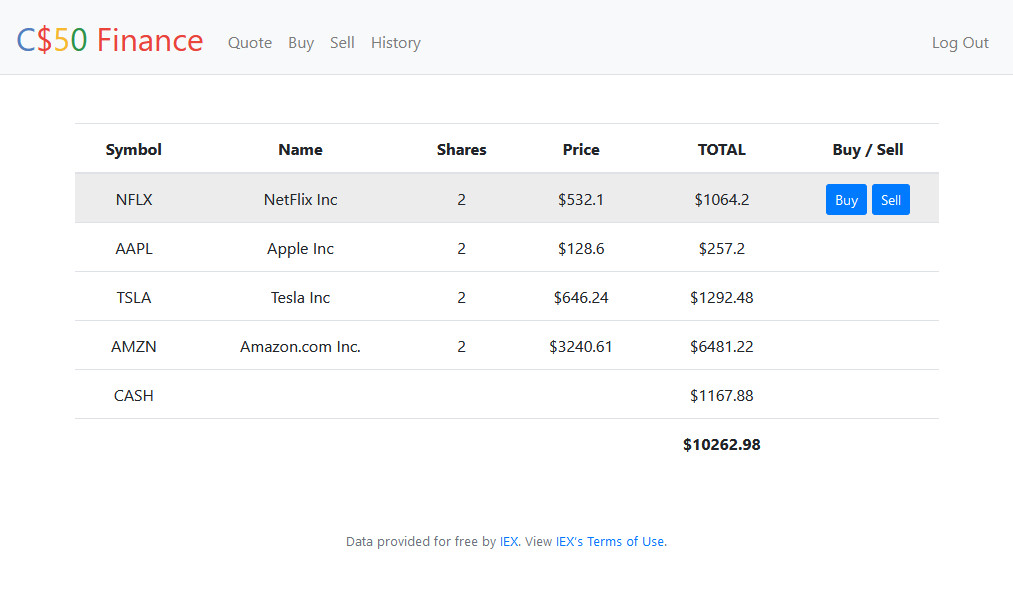 C$50 Finance Quote Buy Sell History Log Out
Symbol Name Shares Price TOTAL Buy / Sell
NFLX NetFlix Inc 2 $532.1 $1064.2 Buy Sell
AAPL Apple Inc 2 $128.6 $257.2
TSLA Tesla Inc 2 $646.24 $1292.48
AMZN Amazon.com Inc. 2 $3240.61 $6481.22
CASH $1167.88
$10262.98
Data provided for free by IEX. View IEX's Terms of Use.